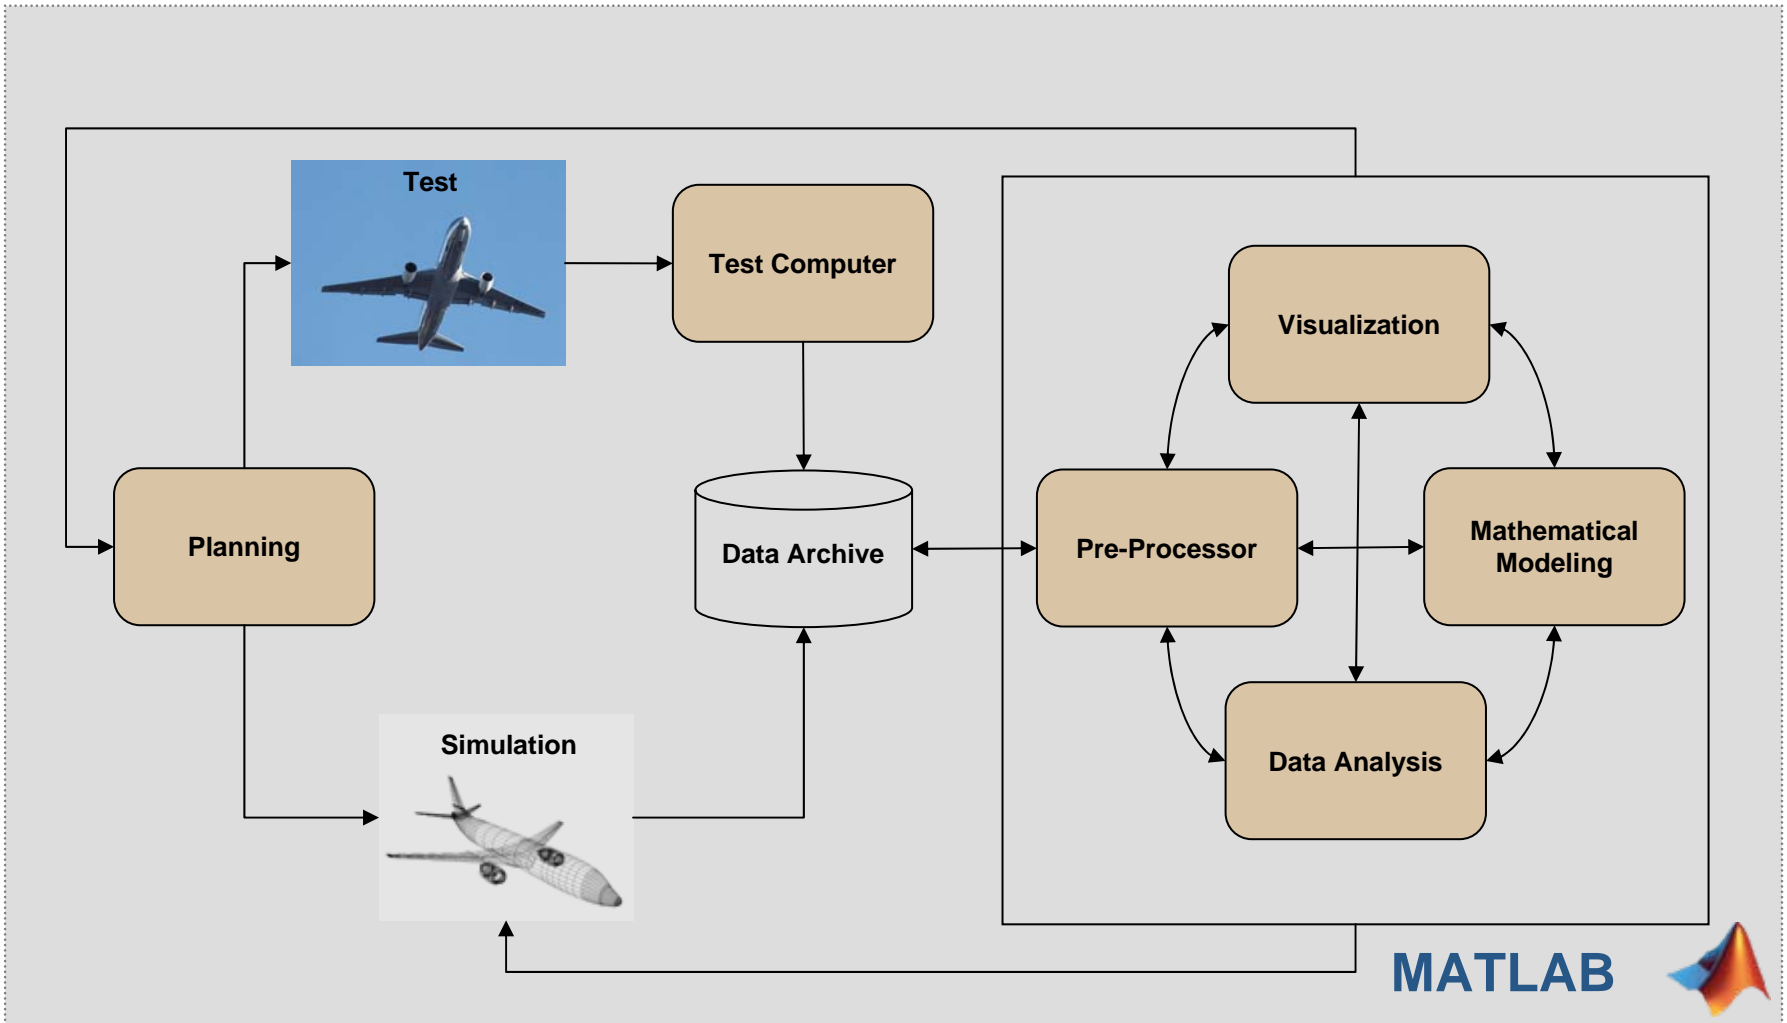 Test
Test Computer
Visualization
Planning
Data Archive
Pre-Processor
Mathematical
Modeling
Simulation
Data Analysis
MATLAB